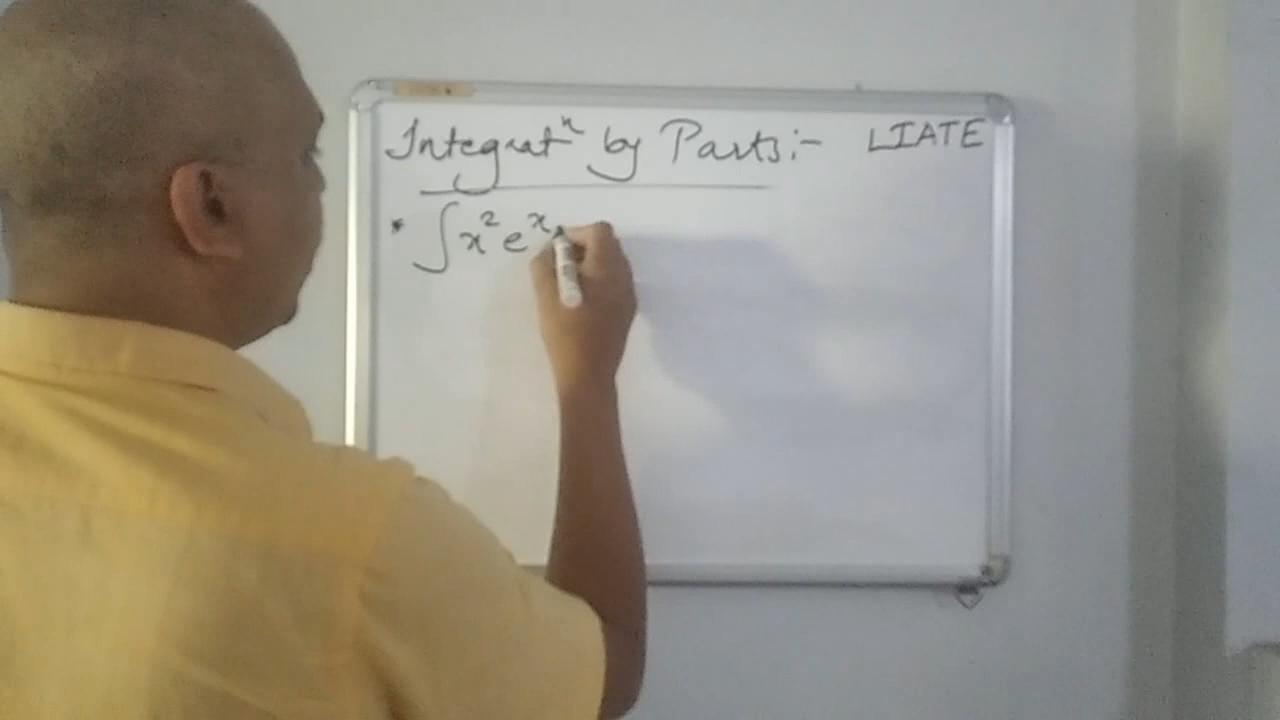 Integratⁿ by Parts:- LIATE
* ∫x²eˣ